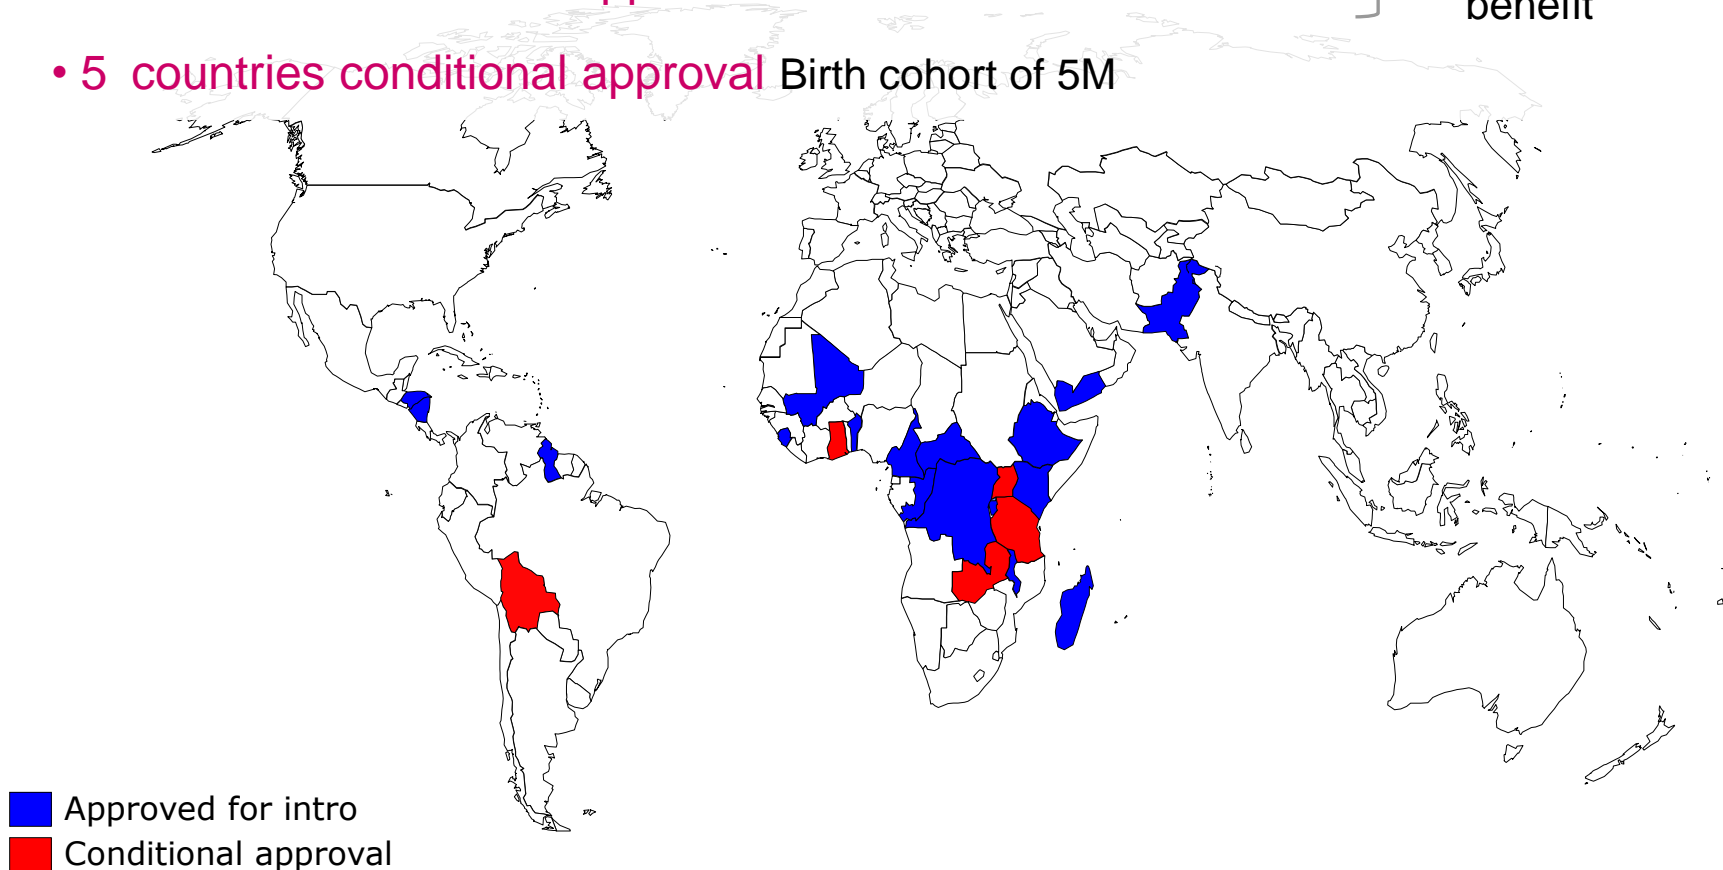 benefit
• 5 countries conditional approval Birth cohort of 5M
Approved for intro
Conditional approval